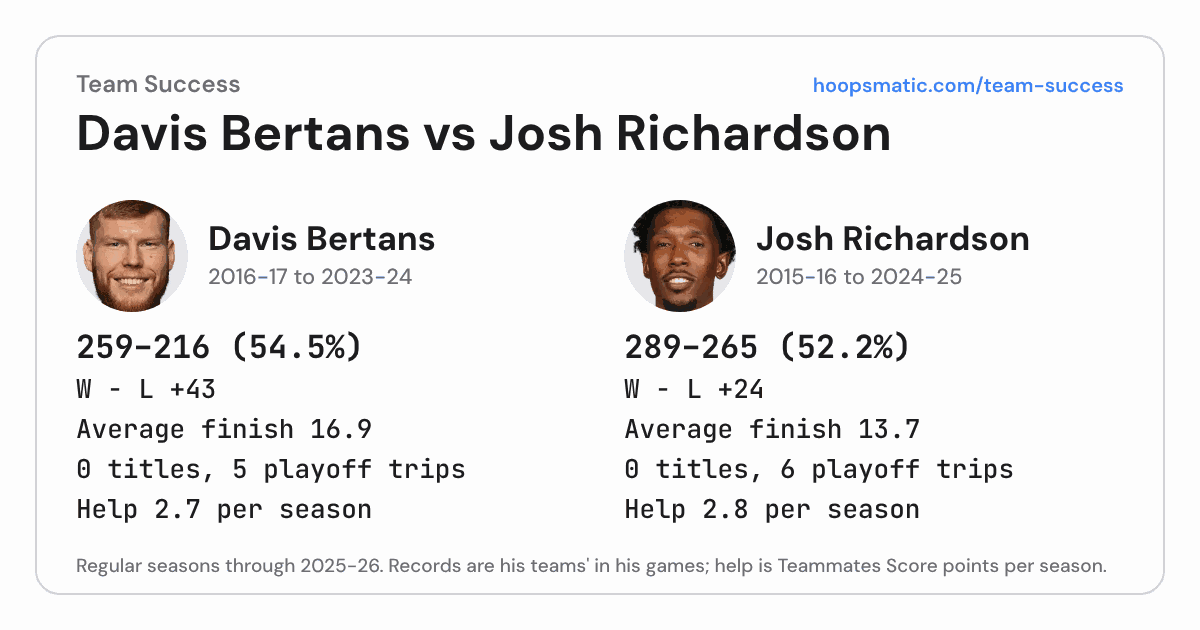 Team Success
hoopsmatic.com/team-success
Davis Bertans vs Josh Richardson
Davis Bertans
2016-17 to 2023-24
259-216 (54.5%)
W - L +43
Average finish 16.9
0 titles, 5 playoff trips
Help 2.7 per season
Josh Richardson
2015-16 to 2024-25
289-265 (52.2%)
W - L +24
Average finish 13.7
0 titles, 6 playoff trips
Help 2.8 per season
Regular seasons through 2025-26. Records are his teams' in his games; help is Teammates Score points per season.